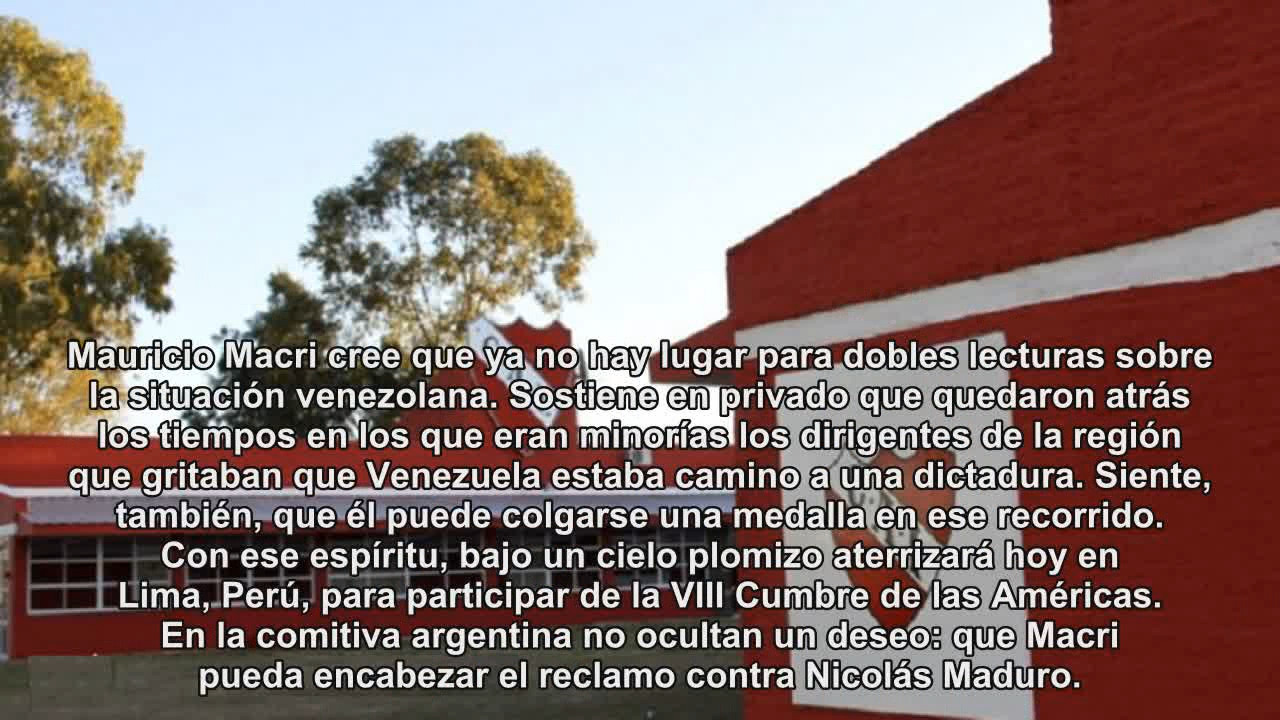 Mauricio Macri cree que ya no hay lugar para dobles lecturas sobre
la situación venezolana. Sostiene en privado que quedaron atrás
los tiempos en los que eran minorías los dirigentes de la región
que gritaban que Venezuela estaba camino a una dictadura. Siente,
también, que él puede colgarse una medalla en ese recorrido.
Con ese espíritu, bajo un cielo plomizo aterrizará hoy en
Lima, Perú, para participar de la VIII Cumbre de las Américas.
En la comitiva argentina no ocultan un deseo: que Macri
pueda encabezar el reclamo contra Nicolás Maduro.